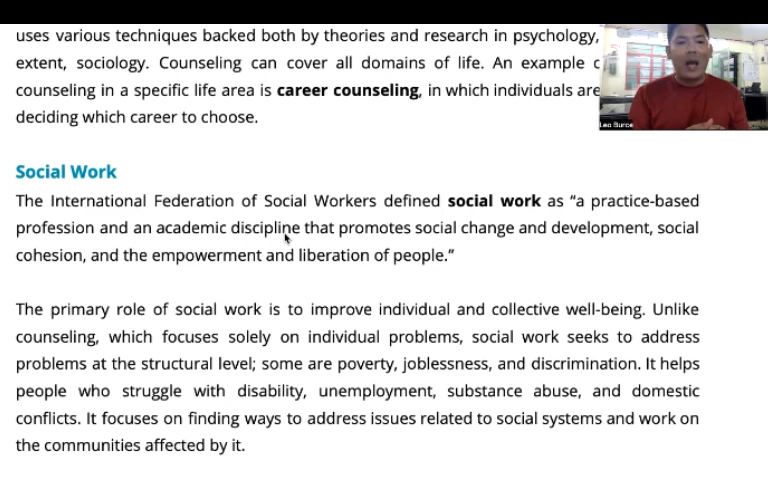 uses various techniques backed both by theories and research in psychology,
extent, sociology. Counseling can cover all domains of life. An example
counseling in a specific life area is career counseling, in which individuals are
deciding which career to choose.
Social Work
The International Federation of Social Workers defined social work as “a practice-based
profession and an academic discipline that promotes social change and development, social
cohesion, and the empowerment and liberation of people.”
The primary role of social work is to improve individual and collective well-being. Unlike
counseling, which focuses solely on individual problems, social work seeks to address
problems at the structural level; some are poverty, joblessness, and discrimination. It helps
people who struggle with disability, unemployment, substance abuse, and domestic
conflicts. It focuses on finding ways to address issues related to social systems and work on
the communities affected by it.